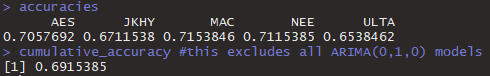 > accuracies
AES JKHY MAC NEE ULTA
0.7057692 0.6711538 0.7153846 0.7115385 0.6538462
> cumulative_accuracy #this excludes all ARIMA(0,1,0) models
[1] 0.6915385